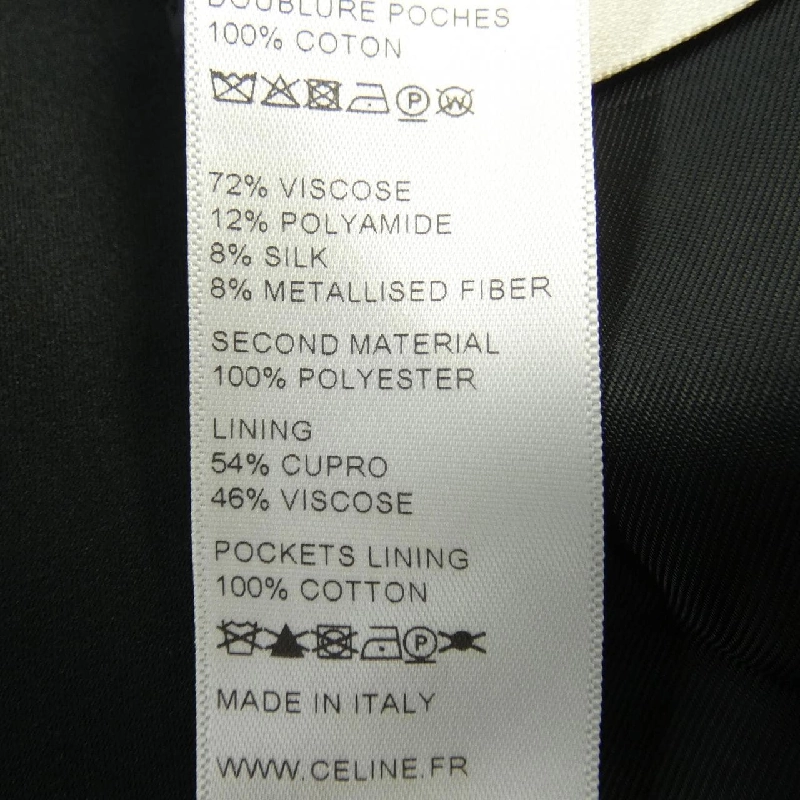 DOUBLURE POCHES
100% COTON
P W
72% VISCOSE
12% POLYAMIDE
8% SILK
8% METALLISED FIBER
SECOND MATERIAL
100% POLYESTER
LINING
54% CUPRO
46% VISCOSE
POCKETS LINING
100% COTTON
P
MADE IN ITALY
WWW.CELINE.FR